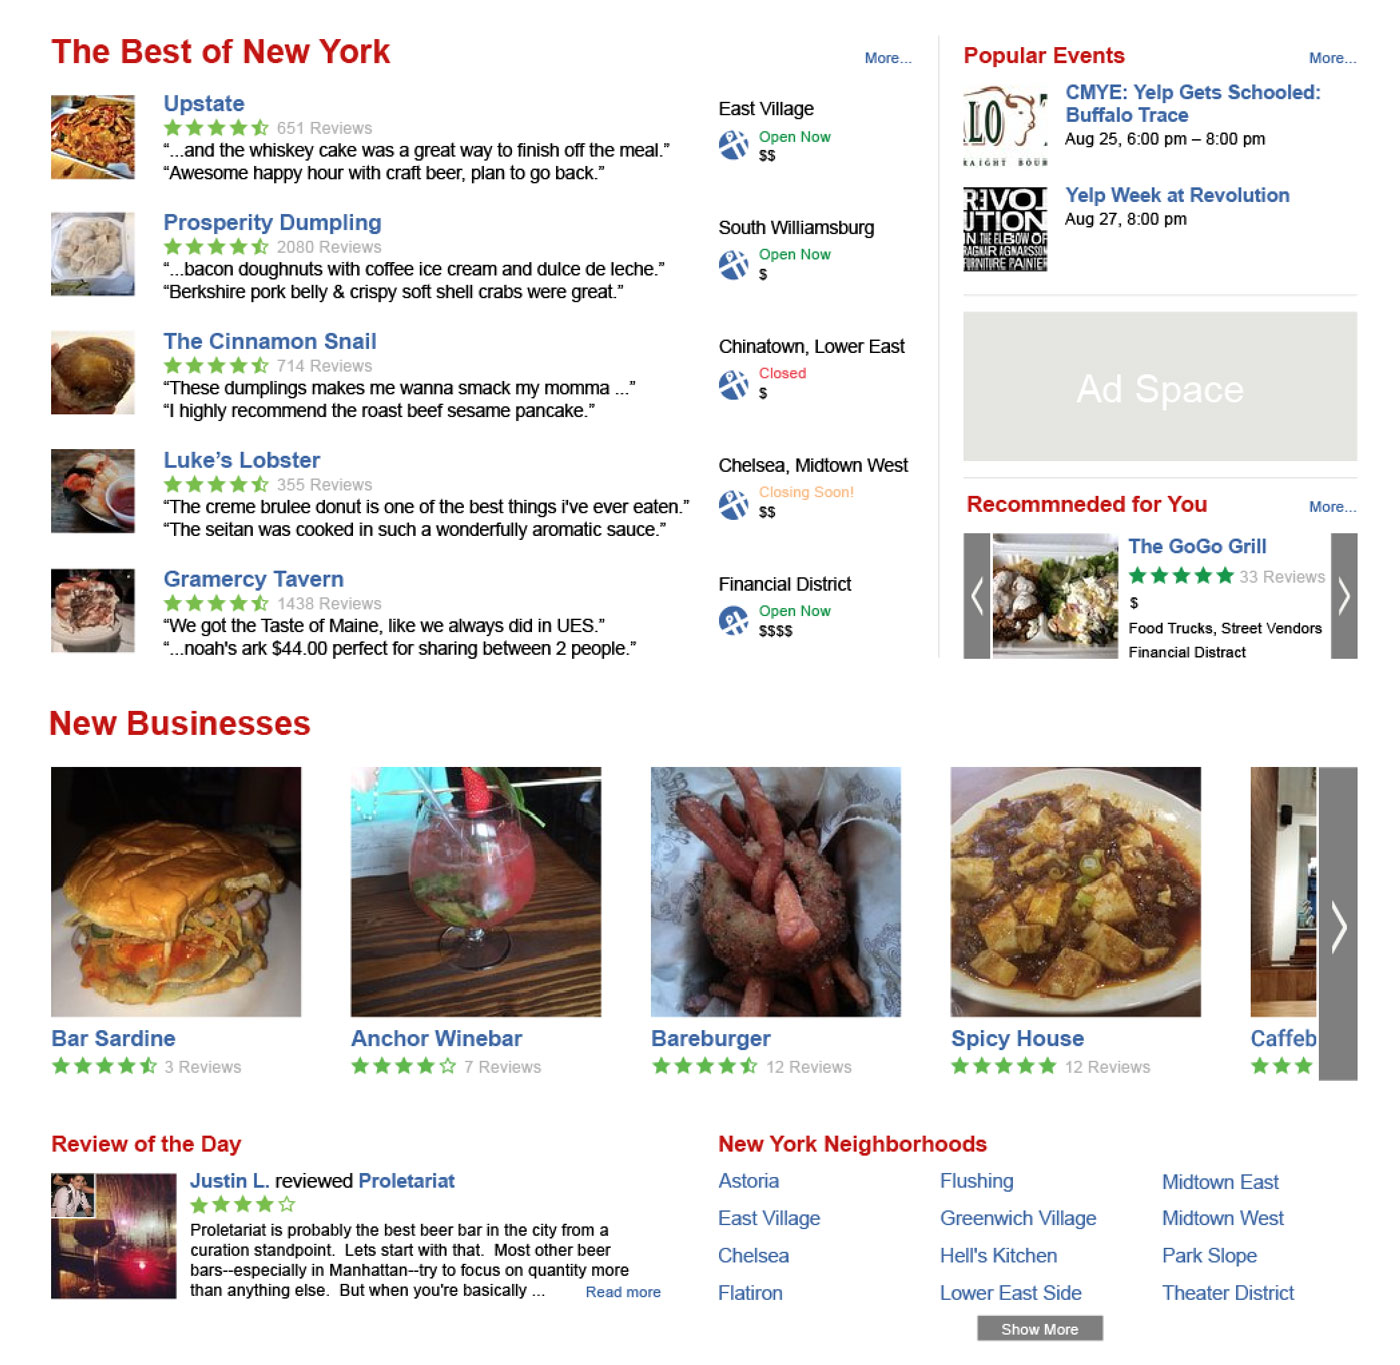 The Best of New York
More...
Upstate
651 Reviews
“...and the whiskey cake was a great way to finish off the meal.”
“Awesome happy hour with craft beer, plan to go back.”
East Village
Open Now
$$
Prosperity Dumpling
2080 Reviews
“...bacon doughnuts with coffee ice cream and dulce de leche.”
“Berkshire pork belly & crispy soft shell crabs were great.”
South Williamsburg
Open Now
$
The Cinnamon Snail
714 Reviews
“These dumplings makes me wanna smack my momma ...”
“I highly recommend the roast beef sesame pancake.”
Chinatown, Lower East
Closed
$
Luke’s Lobster
355 Reviews
“The creme brulee donut is one of the best things i've ever eaten.”
“The seitan was cooked in such a wonderfully aromatic sauce.”
Chelsea, Midtown West
Closing Soon!
$$
Gramercy Tavern
1438 Reviews
“We got the Taste of Maine, like we always did in UES.”
“...noah's ark $44.00 perfect for sharing between 2 people.”
Financial District
Open Now
$$$$
Popular Events
More...
LO
RAIGHT BOUR
CMYE: Yelp Gets Schooled:
Buffalo Trace
Aug 25, 6:00 pm – 8:00 pm
REVOL
UTION
IN THE ELBOW OF
RAGNAR AGNARSSON
FURNITURE PAINTER
Yelp Week at Revolution
Aug 27, 8:00 pm
Ad Space
Recommneded for You
More...
The GoGo Grill
33 Reviews
$
Food Trucks, Street Vendors
Financial Distract
New Businesses
Bar Sardine
3 Reviews
Anchor Winebar
7 Reviews
Bareburger
12 Reviews
Spicy House
12 Reviews
Caffeb
Review of the Day
Justin L. reviewed Proletariat
Proletariat is probably the best beer bar in the city from a
curation standpoint. Lets start with that. Most other beer
bars--especially in Manhattan--try to focus on quantity more
than anything else. But when you're basically ...
Read more
New York Neighborhoods
Astoria
Flushing
Midtown East
East Village
Greenwich Village
Midtown West
Chelsea
Hell's Kitchen
Park Slope
Flatiron
Lower East Side
Theater District
Show More